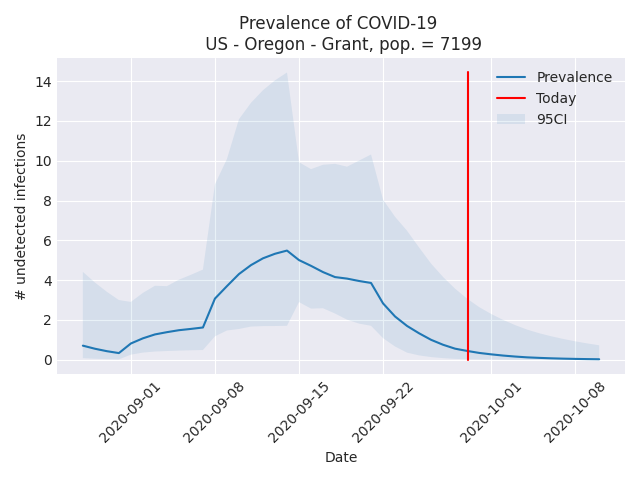 Prevalence of COVID-19
US - Oregon - Grant, pop. = 7199
Prevalence
Today
95CI
14
12
10
8
6
4
2
0
# undetected infections
2020-09-01
2020-09-08
2020-09-15
2020-09-22
2020-10-01
2020-10-08
Date